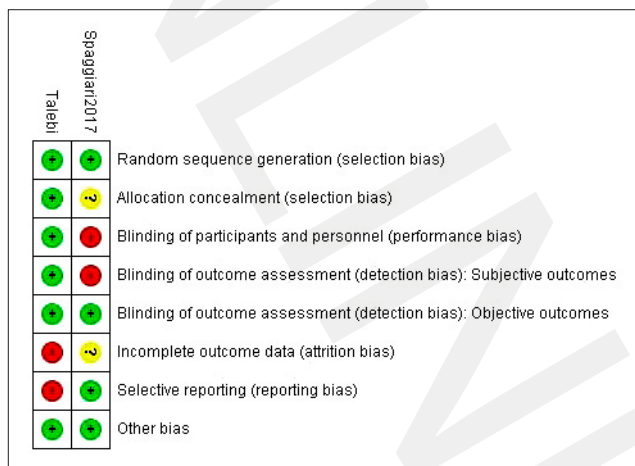 Talebi
Spaggiari2017
+ + Random sequence generation (selection bias)
+ ? Allocation concealment (selection bias)
+ Blinding of participants and personnel (performance bias)
+ Blinding of outcome assessment (detection bias): Subjective outcomes
+ + Blinding of outcome assessment (detection bias): Objective outcomes
? Incomplete outcome data (attrition bias)
+ Selective reporting (reporting bias)
+ + Other bias